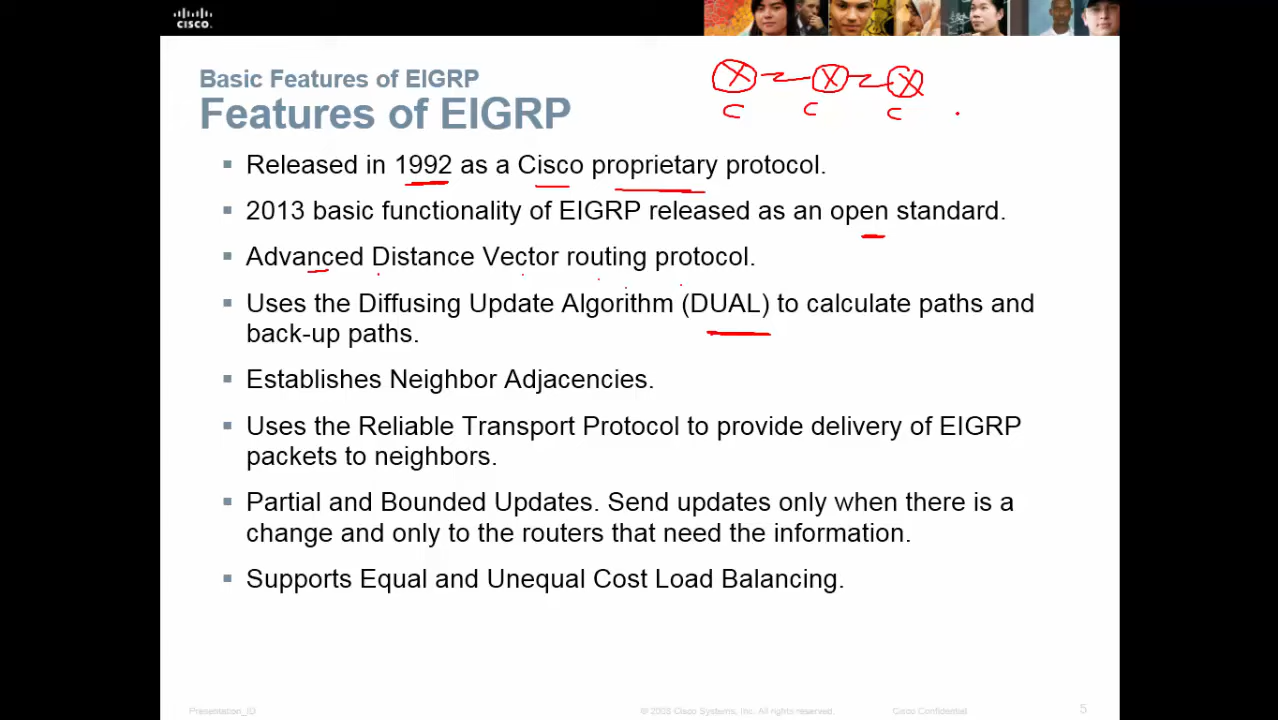 CISCO.
Basic Features of EIGRP
Features of EIGRP
C C C
Released in 1992 as a Cisco proprietary protocol.
2013 basic functionality of EIGRP released as an open standard.
Advanced Distance Vector routing protocol.
Uses the Diffusing Update Algorithm (DUAL) to calculate paths and
back-up paths.
Establishes Neighbor Adjacencies.
Uses the Reliable Transport Protocol to provide delivery of EIGRP
packets to neighbors.
Partial and Bounded Updates. Send updates only when there is a
change and only to the routers that need the information.
Supports Equal and Unequal Cost Load Balancing.
Presentation_ID © 2008 Cisco Systems, Inc. All rights reserved. Cisco Confidential 5